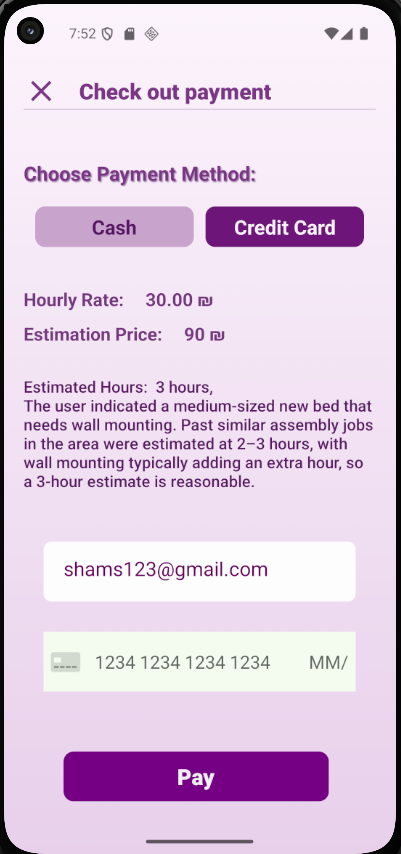 7:52
Check out payment
Choose Payment Method:
Cash Credit Card
Hourly Rate: 30.00 ₪
Estimation Price: 90 ₪
Estimated Hours: 3 hours,
The user indicated a medium-sized new bed that
needs wall mounting. Past similar assembly jobs
in the area were estimated at 2–3 hours, with
wall mounting typically adding an extra hour, so
a 3-hour estimate is reasonable.
shams123@gmail.com
1234 1234 1234 1234 MM/
Pay